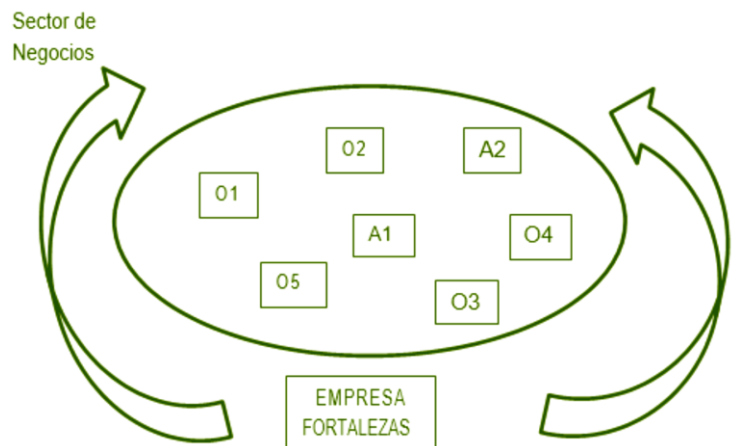 Sector de
Negocios
O2
A2
O1
A1
O4
O5
O3
EMPRESA
FORTALEZAS